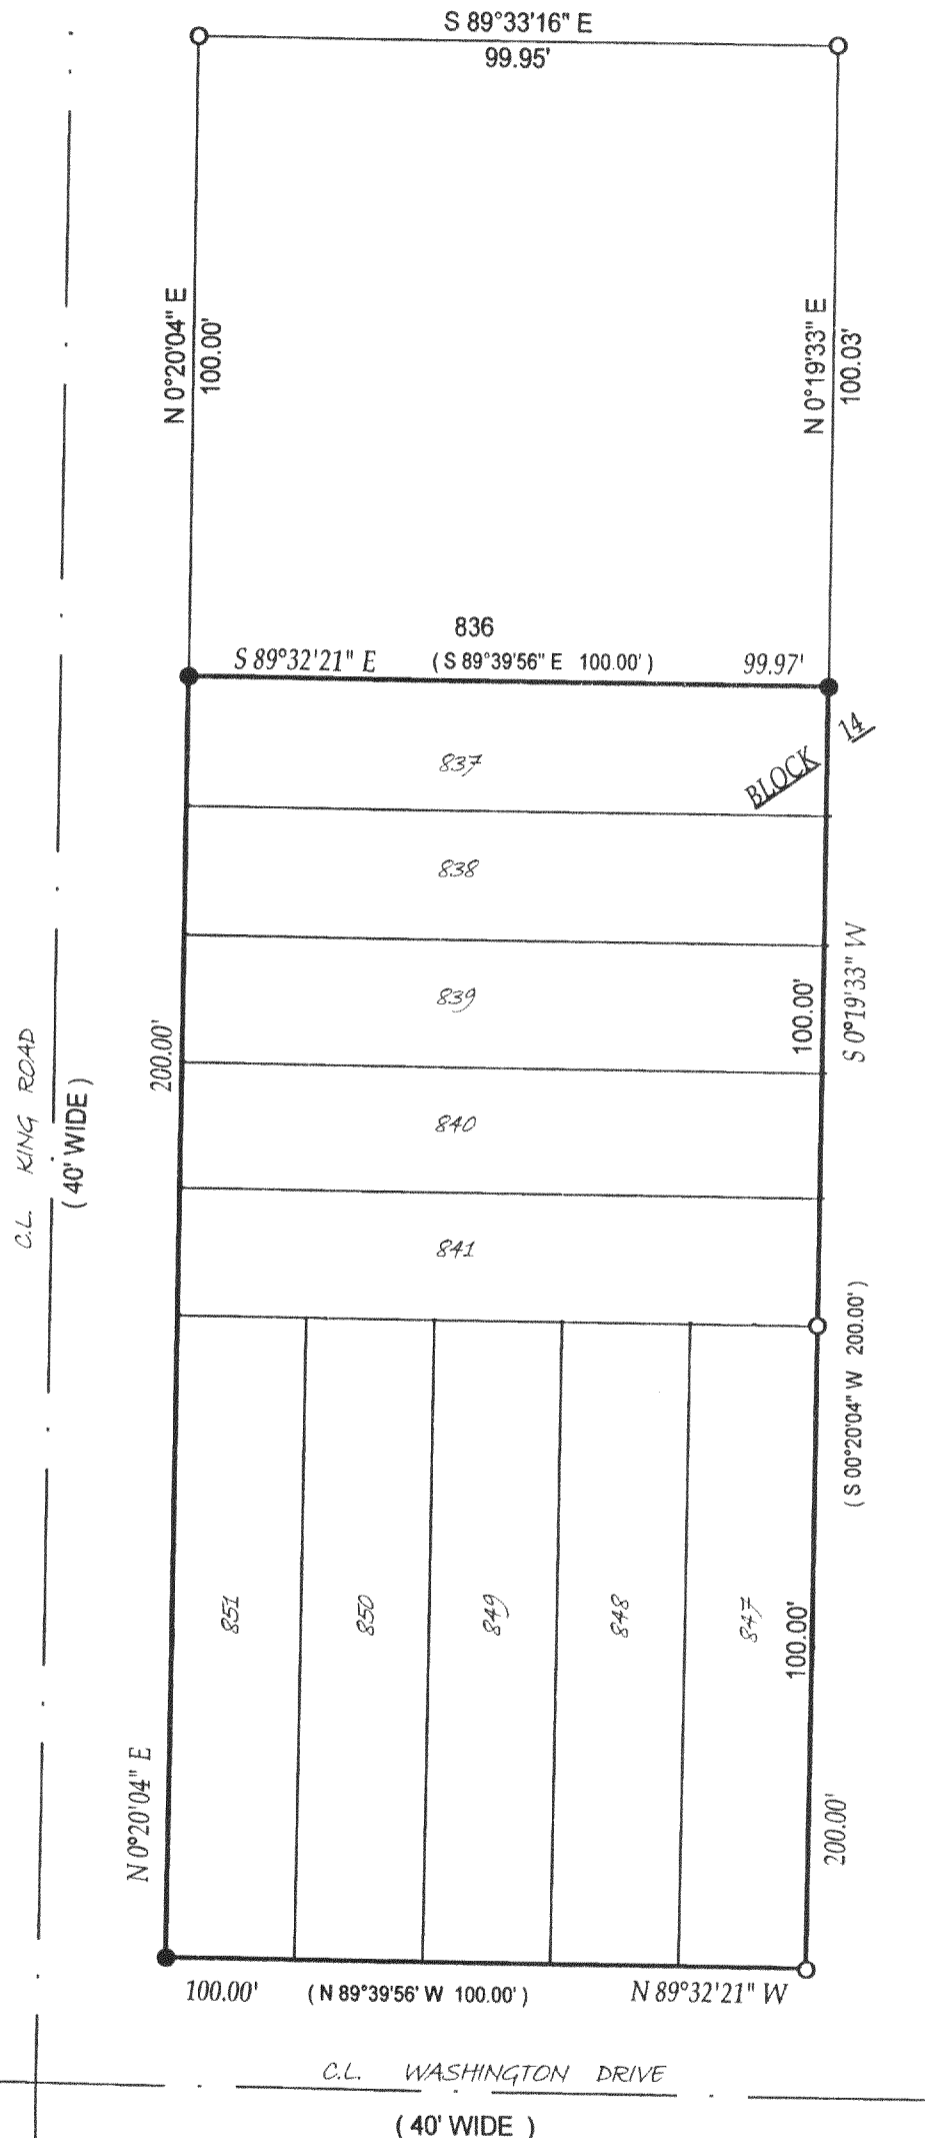 S 89°33'16" E
99.95'
N 0°20'04" E
100.00'
N 0°19'33" E
100.03'
836
S 89°32'21" E
( S 89°39'56" E 100.00' )
99.97'
BLOCK 14
837
838
839
840
841
C.L. KING ROAD
( 40' WIDE )
200.00'
100.00'
S 0°19'33" W
( S 00°20'04" W 200.00' )
851
850
849
848
847
100.00'
N 0°20'04" E
200.00'
100.00'
( N 89°39'56' W 100.00' )
N 89°32'21" W
C.L. WASHINGTON DRIVE
( 40' WIDE )